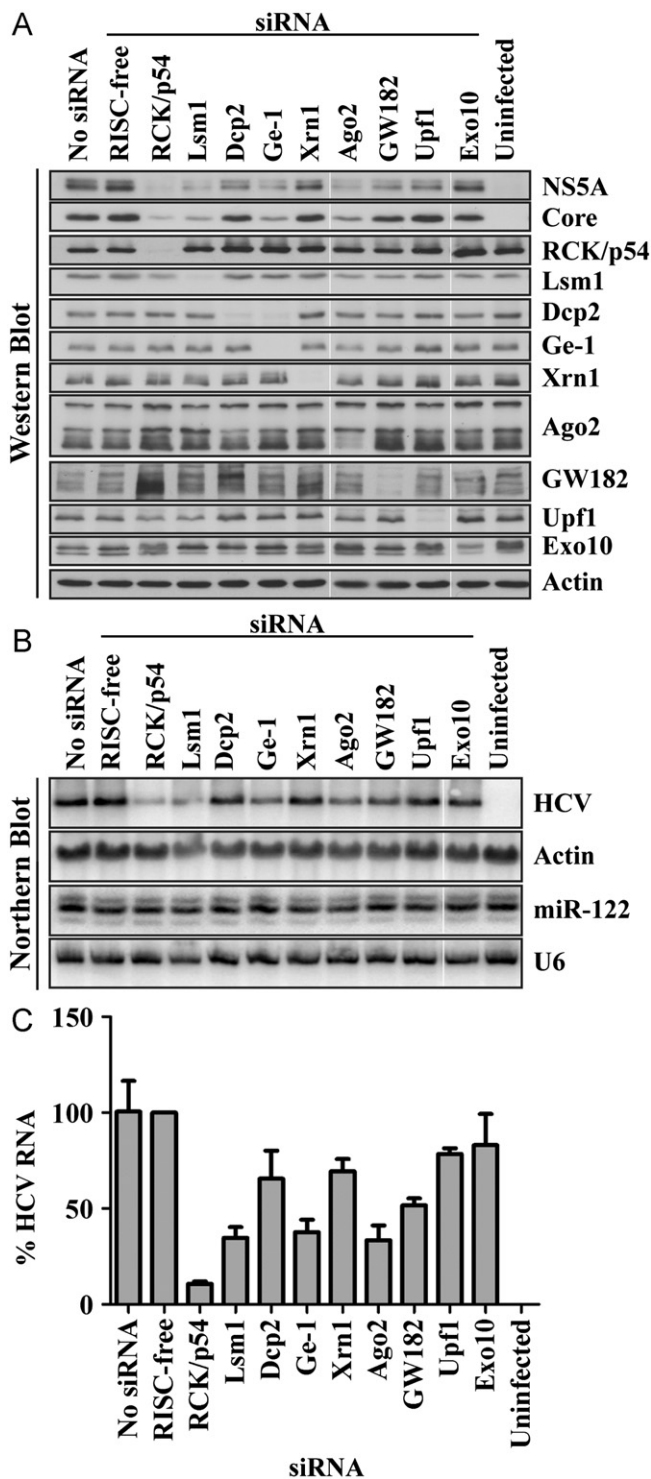 A
siRNA
No siRNA
RISC-free
RCK/p54
Lsm1
Dcp2
Ge-1
Xrn1
Ago2
GW182
Upf1
Exo10
Uninfected
Western Blot
NS5A
Core
RCK/p54
Lsm1
Dcp2
Ge-1
Xrn1
Ago2
GW182
Upf1
Exo10
Actin
B
siRNA
No siRNA
RISC-free
RCK/p54
Lsm1
Dcp2
Ge-1
Xrn1
Ago2
GW182
Upf1
Exo10
Uninfected
Northern Blot
HCV
Actin
miR-122
U6
C
% HCV RNA
150
100
50
0
No siRNA
RISC-free
RCK/p54
Lsm1
Dcp2
Ge-1
Xrn1
Ago2
GW182
Upf1
Exo10
Uninfected
siRNA